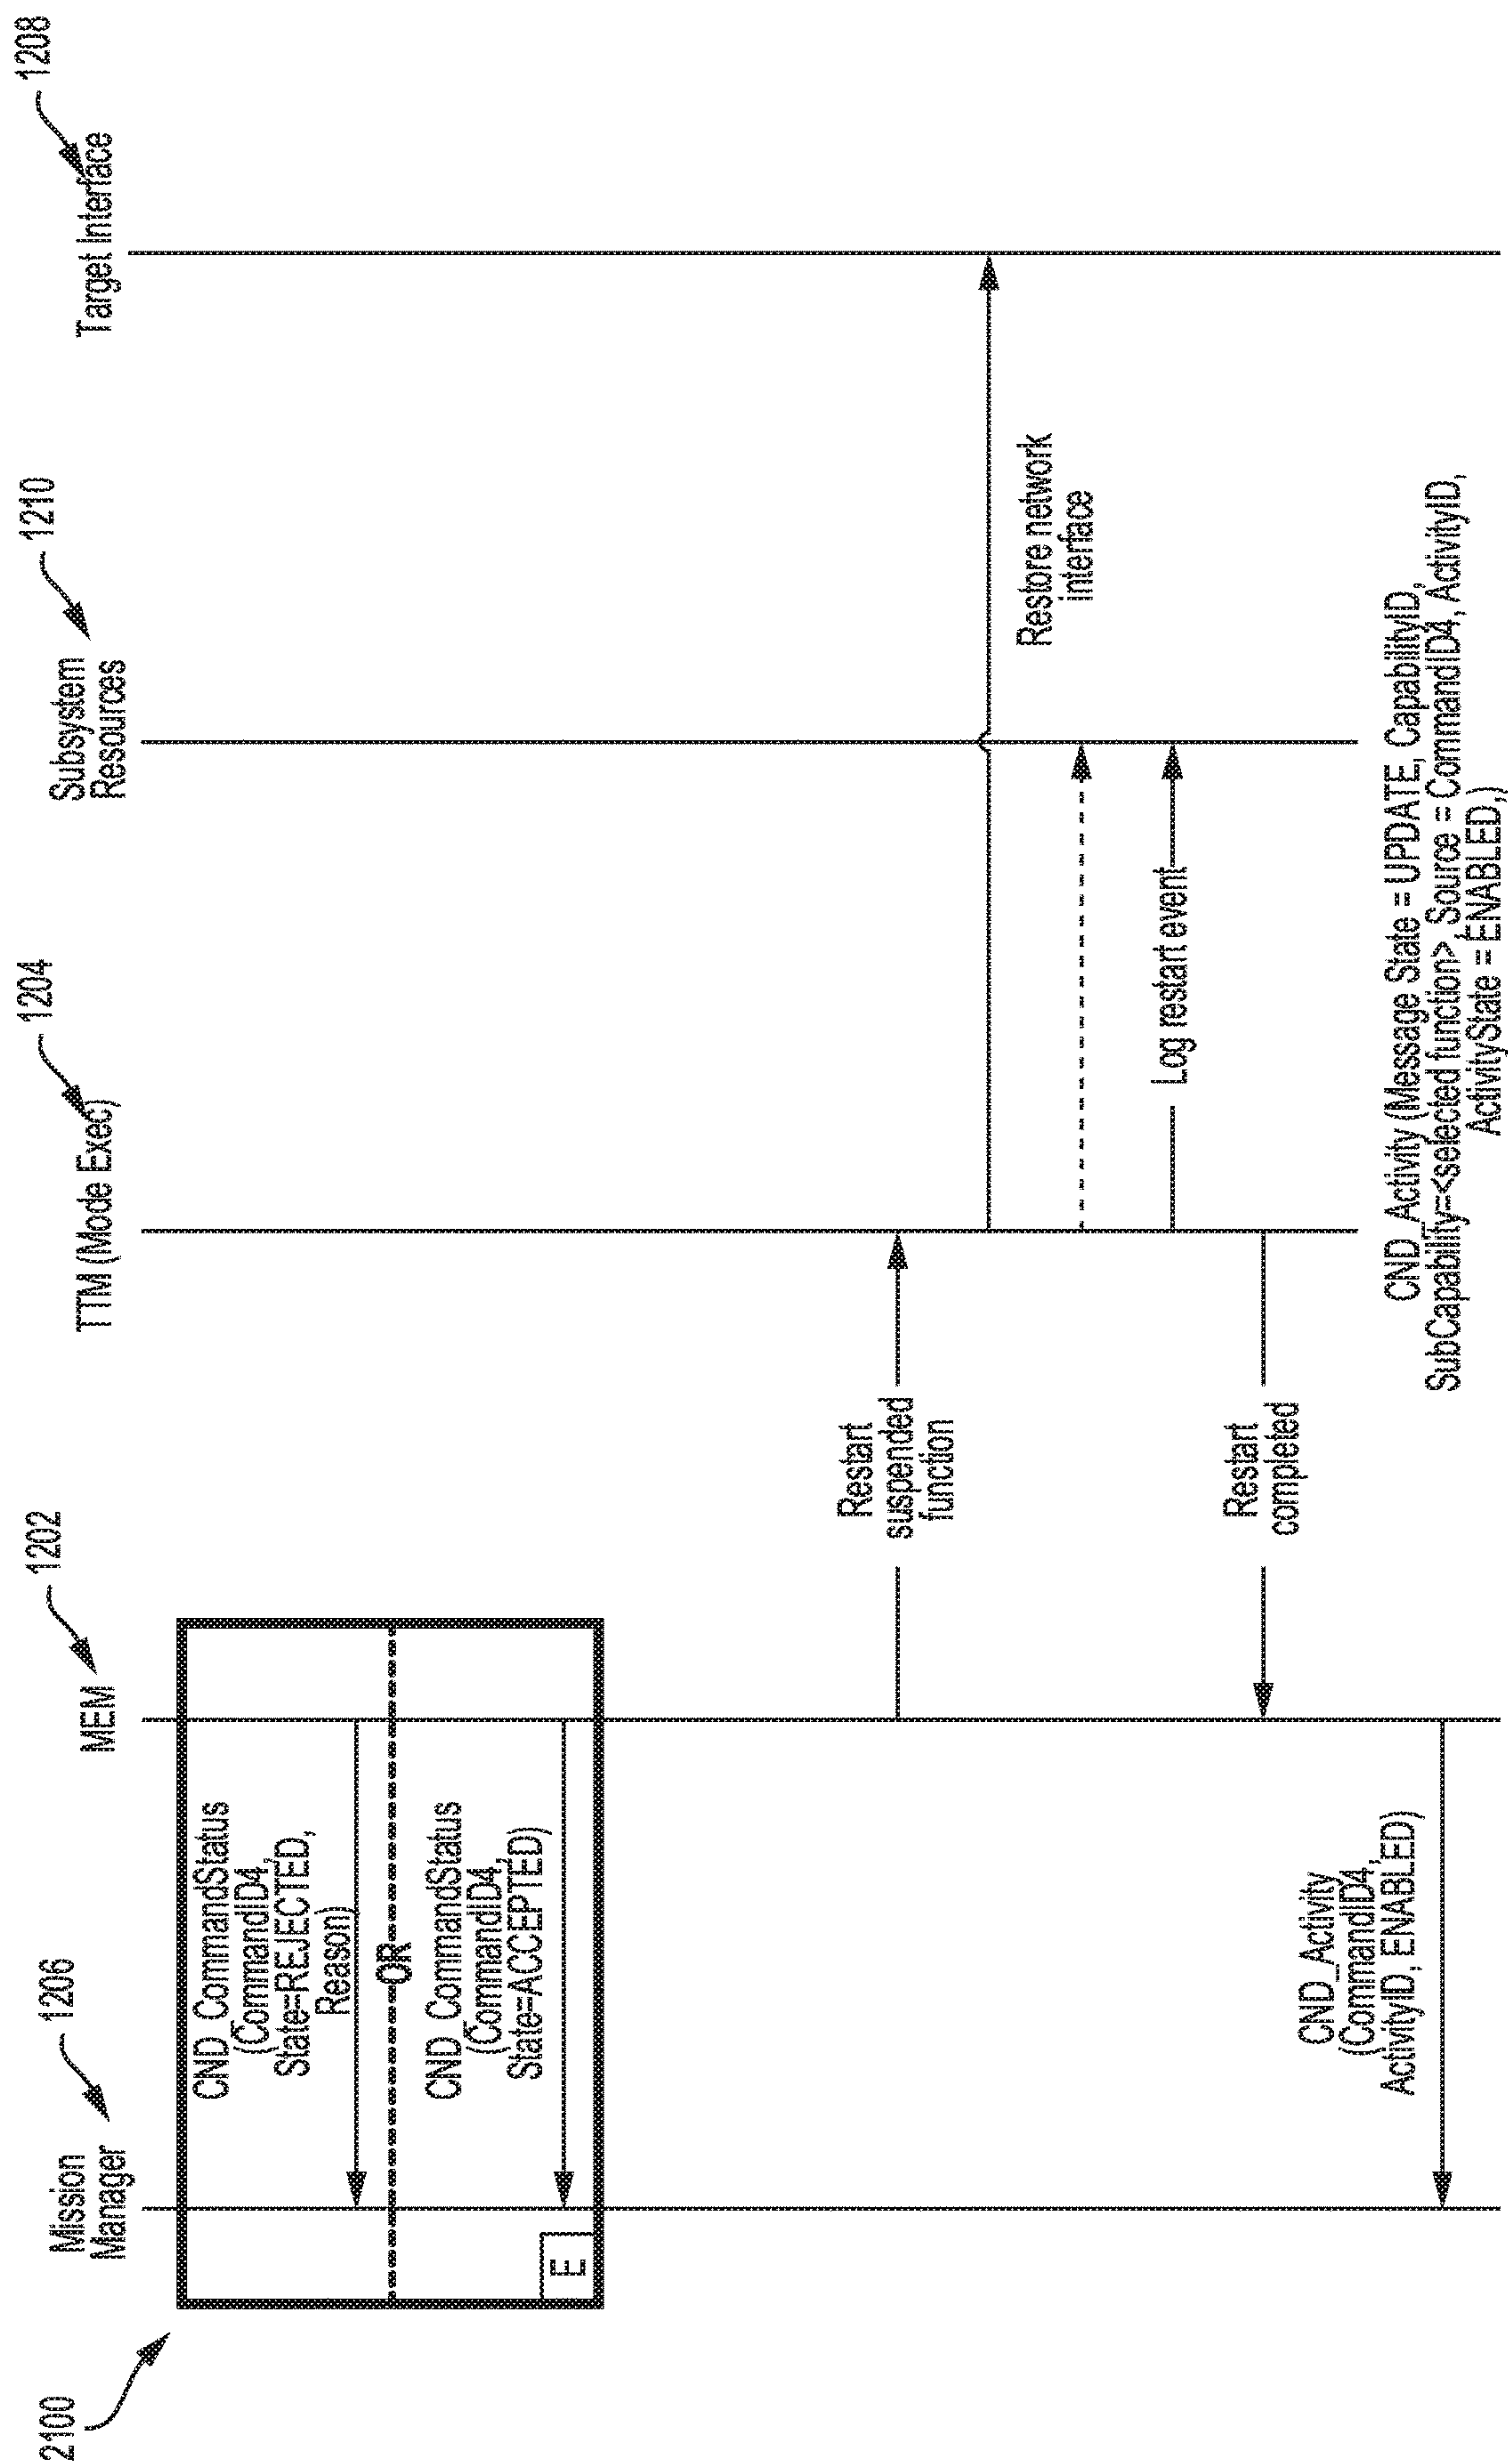 2100
1206
Mission
Manager
1202
MEM
1204
TTM (Mode Exec)
1210
Subsystem
Resources
1208
Target Interface
CND_CommandStatus
(CommandID4,
State=REJECTED,
Reason)
OR
CND_CommandStatus
(CommandID4,
State=ACCEPTED)
E
Restart
suspended
function
Restore network
interface
Log restart event
Restart
completed
CND_Activity
(CommandID4,
ActivityID, ENABLED)
CND_Activity (Message State = UPDATE, CapabilityID,
SubCapability=<selected function>, Source = CommandID4, ActivityID,
ActivityState = ENABLED,)